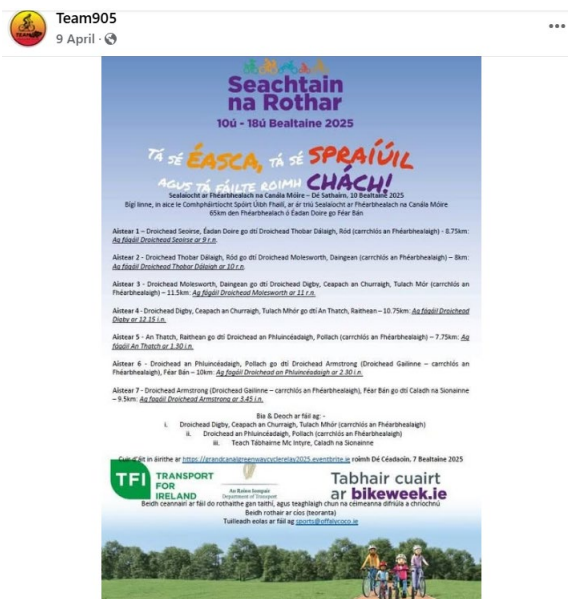 Team905
9 April
TEAM905
Seachtain
na Rothar
10ú - 18ú Bealtaine 2025
TÁ SÉ ÉASCA, TÁ SÉ SPRAÍÚIL
AGUS TÁ FÁILTE ROIMH CHÁCH!
Sealaíocht ar Fhéarbhealach na Canála Móire – Dé Sathairn, 10 Bealtaine 2025
Bígí linne, in aice le Comhpháirtíocht Spóirt Uíbh Fhailí, ar ár tríú Sealaíocht ar Fhéarbhealach na Canála Móire
65km den Fhéarbhealach ó Éadan Doire go Féar Bán
Aistear 1 – Droichead Seoirse, Éadan Doire go dtí Droichead Thobar Dálaigh, Ród (carrchlós an Fhéarbhealaigh) - 8.75km:
Ag fágáil Droichead Seoirse ar 9 r.n.
Aistear 2 - Droichead Thobar Dálaigh, Ród go dtí Droichead Molesworth, Daingean (carrchlós an Fhéarbhealaigh) – 8km:
Ag fágáil Droichead Thobar Dálaigh ar 10 r.n.
Aistear 3 - Droichead Molesworth, Daingean go dtí Droichead Digby, Ceapach an Churraigh, Tulach Mhór (carrchlós an
Fhéarbhealaigh) – 11.5km: Ag fágáil Droichead Molesworth ar 11 r.n.
Aistear 4 - Droichead Digby, Ceapach an Churraigh, Tulach Mhór go dtí An Thatch, Raithean – 10.75km: Ag fágáil Droichead
Digby ar 12.15 i.n.
Aistear 5 - An Thatch, Raithean go dtí Droichead an Phluincéadaigh, Pollach (carrchlós an Fhéarbhealaigh) – 7.75km: Ag
fágáil An Thatch ar 1.30 i.n.
Aistear 6 - Droichead an Phluincéadaigh, Pollach go dtí Droichead Armstrong (Droichead Gailinne – carrchlós an
Fhéarbhealaigh), Féar Bán – 10km: Ag fágáil Droichead an Phluincéadaigh ar 2.30 i.n.
Aistear 7 - Droichead Armstrong (Droichead Gailinne – carrchlós an Fhéarbhealaigh), Féar Bán go dtí Caladh na Sionainne
– 9.5km: Ag fágáil Droichead Armstrong ar 3.45 i.n.
Bia & Deoch ar fáil ag: -
i. Droichead Digby, Ceapach an Churraigh, Tulach Mhór (carrchlós an Fhéarbhealaigh)
ii. Droichead an Phluincéadaigh, Pollach (carrchlós an Fhéarbhealaigh)
iii. Teach Tábhairne Mc Intyre, Caladh na Sionainne
Cuir d'áit in áirithe ar https://grandcanalgreenwaycyclerelay2025.eventbrite.ie roimh Dé Céadaoin, 7 Bealtaine 2025
TFI TRANSPORT
FOR
IRELAND
An Roinn Iompair
Department of Transport
Tabhair cuairt
ar bikeweek.ie
Beidh ceannairí ar fáil do rothaithe gan taithí, agus teaghlaigh chun na céimeanna difriúla a chríochnú
Beidh rothair ar cíos (teoranta)
Tuilleadh eolas ar fáil ag sports@offalycoco.ie